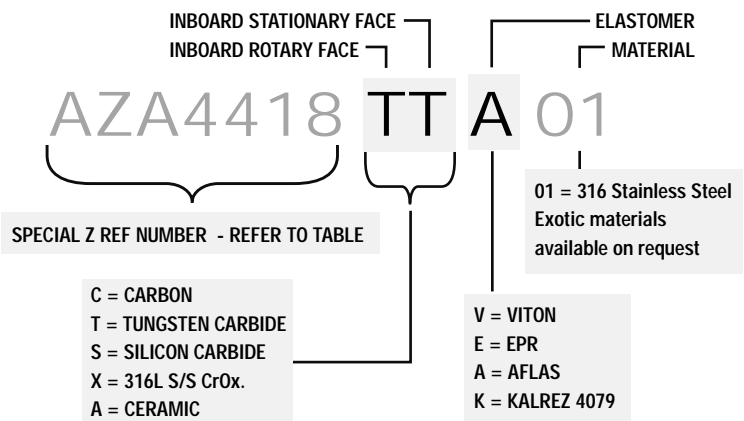 INBOARD STATIONARY FACE
INBOARD ROTARY FACE
ELASTOMER
MATERIAL
AZA4418 TT A 01
SPECIAL Z REF NUMBER - REFER TO TABLE
01 = 316 Stainless Steel
Exotic materials
available on request
C = CARBON
T = TUNGSTEN CARBIDE
S = SILICON CARBIDE
X = 316L S/S CrOx.
A = CERAMIC
V = VITON
E = EPR
A = AFLAS
K = KALREZ 4079